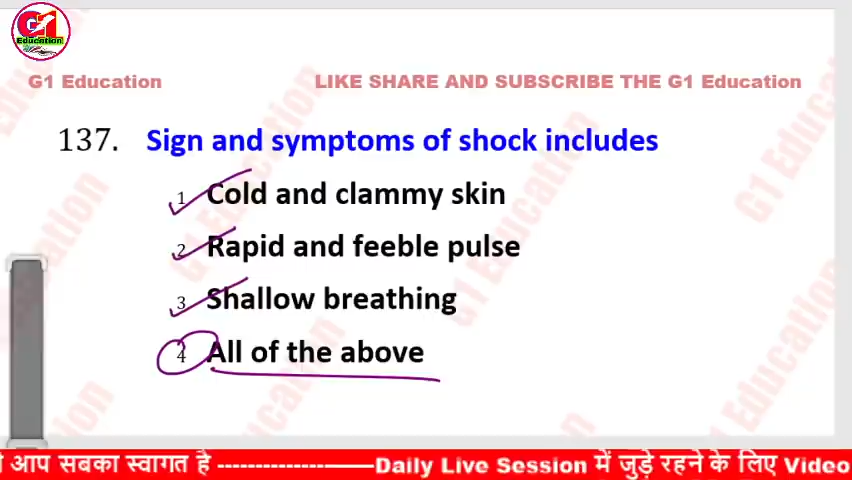 G1
Education
G1 Education
LIKE SHARE AND SUBSCRIBE THE G1 Education
137. Sign and symptoms of shock includes
1 Cold and clammy skin
2 Rapid and feeble pulse
3 Shallow breathing
4 All of the above
आप सबका स्वागत है --------------------Daily Live Session में जुड़े रहने के लिए Video